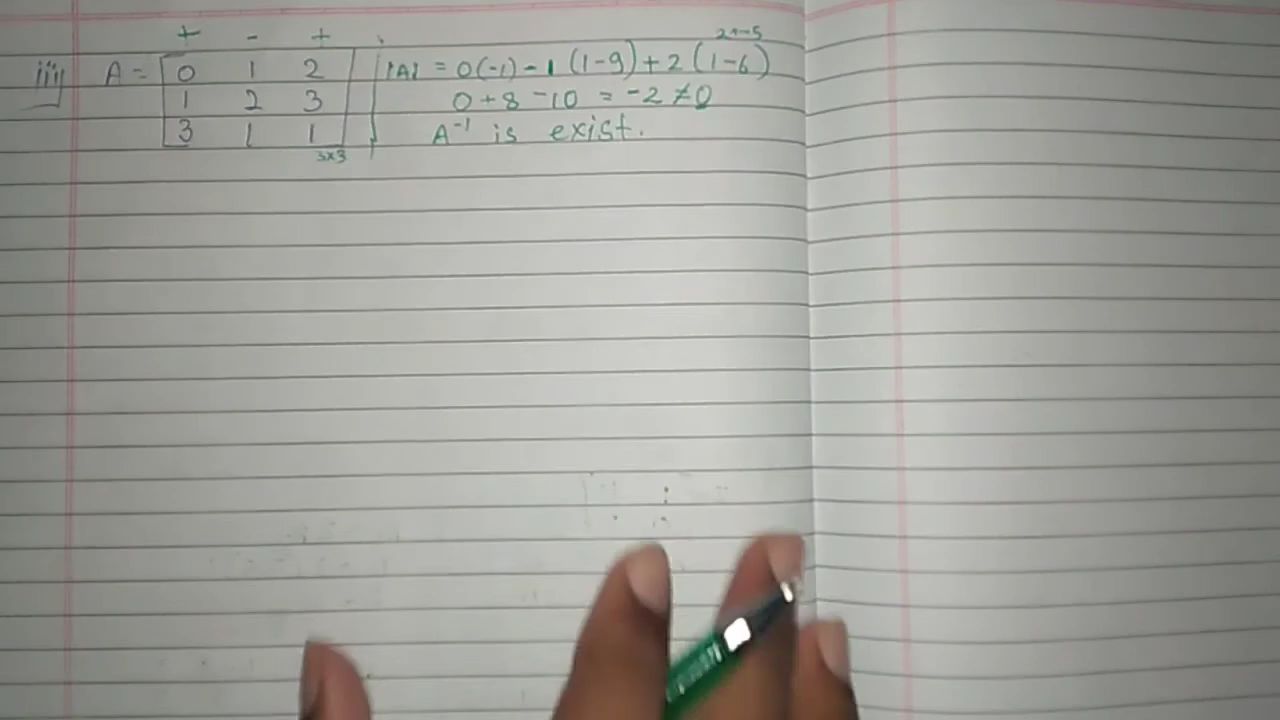 + - +
iii) A = [0 1 2 |A| = 0(-1) - 1 (1-9) + 2 (1-6)
1 2 3 0 + 8 - 10 = -2 ≠ 0
3 1 1] 3x3 A⁻¹ is exist.